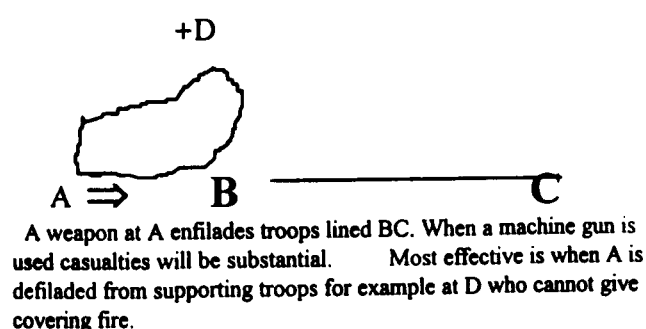 +D
A ⇒ B C
A weapon at A enfilades troops lined BC. When a machine gun is
used casualties will be substantial. Most effective is when A is
defiladed from supporting troops for example at D who cannot give
covering fire.